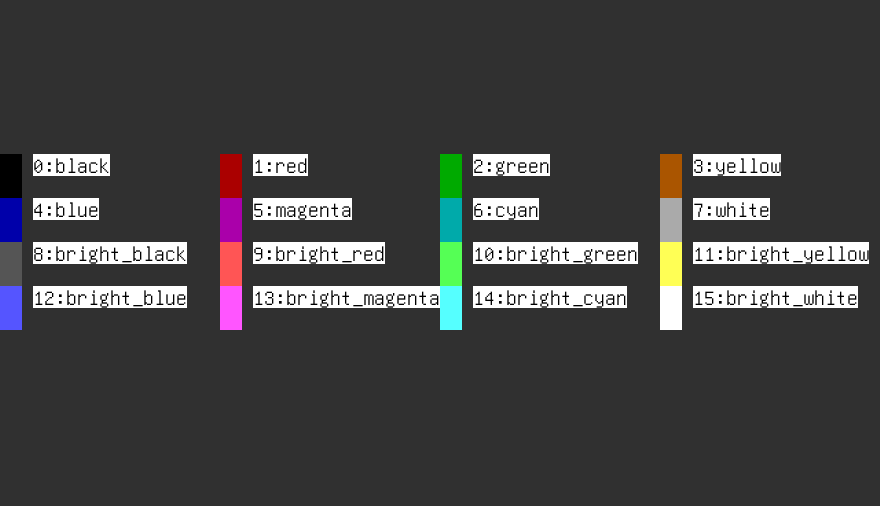 0:black 1:red 2:green 3:yellow
4:blue 5:magenta 6:cyan 7:white
8:bright_black 9:bright_red 10:bright_green 11:bright_yellow
12:bright_blue 13:bright_magenta 14:bright_cyan 15:bright_white